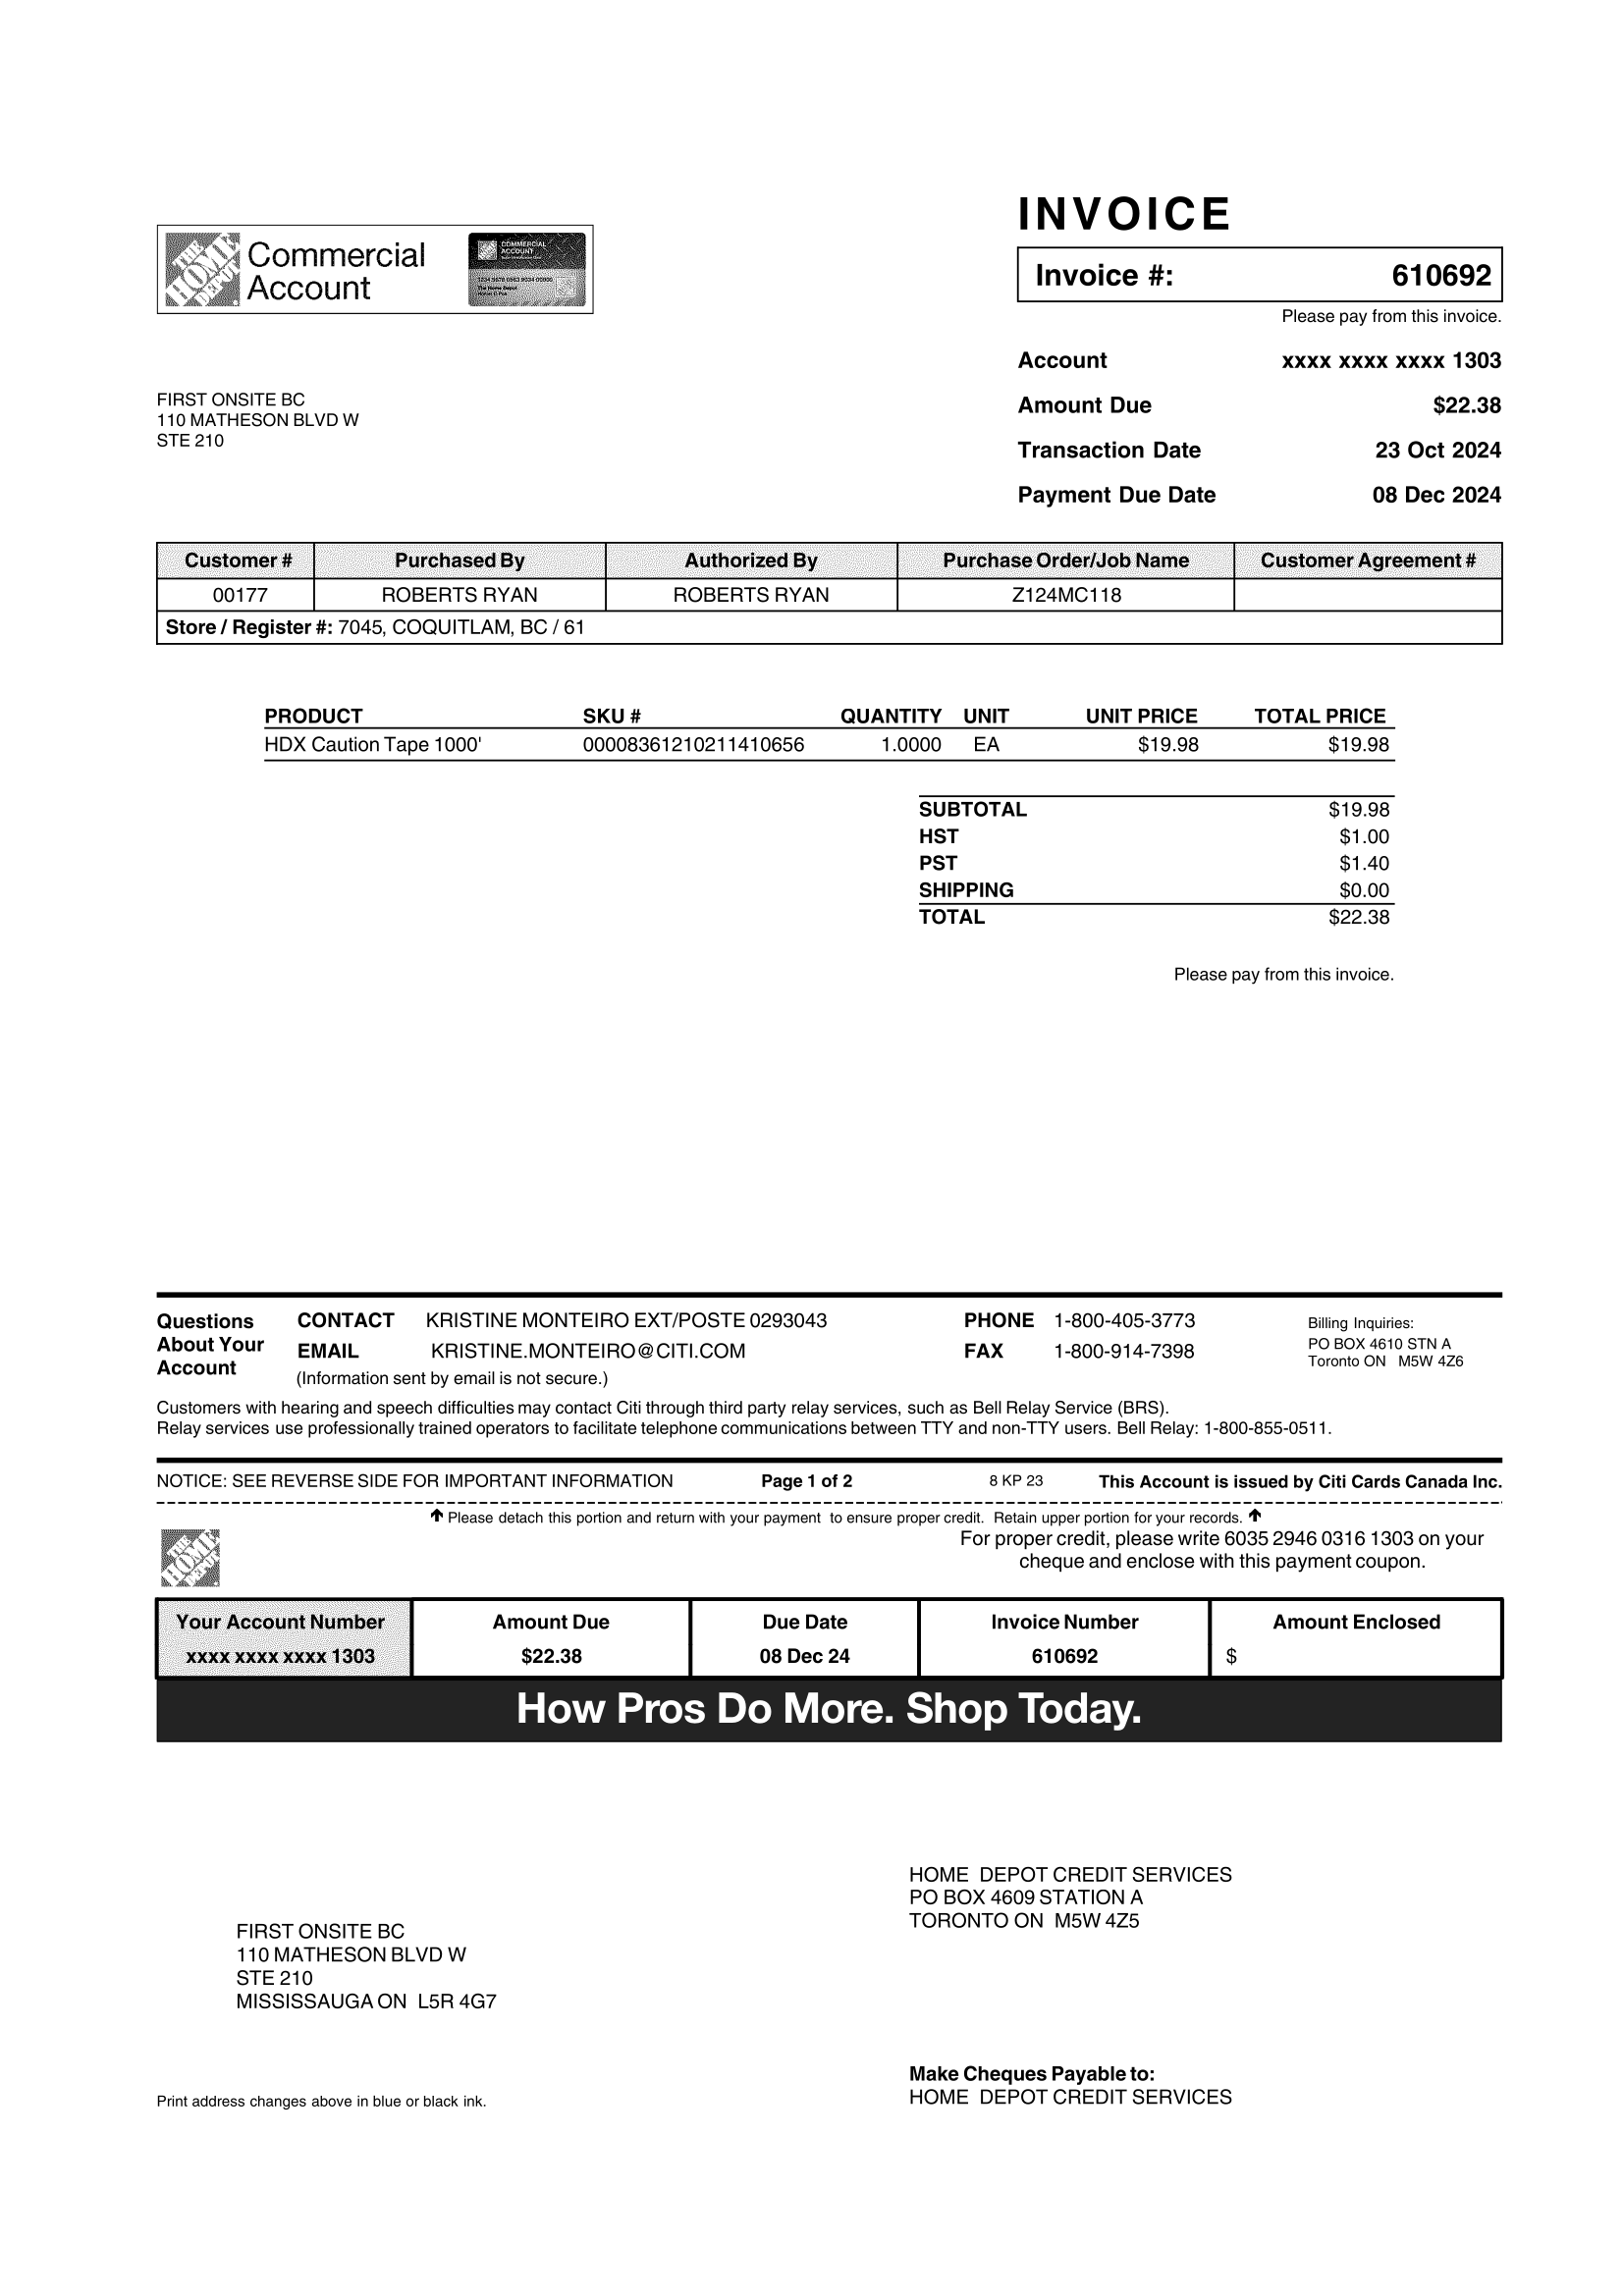 INVOICE
THE HOME DEPOT
Commercial
Account
COMMERCIAL
ACCOUNT
Invoice #: 610692
Please pay from this invoice.
Account xxxx xxxx xxxx 1303
FIRST ONSITE BC
110 MATHESON BLVD W
STE 210
Amount Due $22.38
Transaction Date 23 Oct 2024
Payment Due Date 08 Dec 2024
Customer # Purchased By Authorized By Purchase Order/Job Name Customer Agreement #
00177 ROBERTS RYAN ROBERTS RYAN Z124MC118
Store / Register #: 7045, COQUITLAM, BC / 61
PRODUCT SKU # QUANTITY UNIT UNIT PRICE TOTAL PRICE
HDX Caution Tape 1000' 00008361210211410656 1.0000 EA $19.98 $19.98
SUBTOTAL $19.98
HST $1.00
PST $1.40
SHIPPING $0.00
TOTAL $22.38
Please pay from this invoice.
Questions
About Your
Account
CONTACT KRISTINE MONTEIRO EXT/POSTE 0293043
EMAIL KRISTINE.MONTEIRO@CITI.COM
(Information sent by email is not secure.)
PHONE 1-800-405-3773
FAX 1-800-914-7398
Billing Inquiries:
PO BOX 4610 STN A
Toronto ON M5W 4Z6
Customers with hearing and speech difficulties may contact Citi through third party relay services, such as Bell Relay Service (BRS).
Relay services use professionally trained operators to facilitate telephone communications between TTY and non-TTY users. Bell Relay: 1-800-855-0511.
NOTICE: SEE REVERSE SIDE FOR IMPORTANT INFORMATION Page 1 of 2 8 KP 23 This Account is issued by Citi Cards Canada Inc.
Please detach this portion and return with your payment to ensure proper credit. Retain upper portion for your records.
THE HOME DEPOT
For proper credit, please write 6035 2946 0316 1303 on your
cheque and enclose with this payment coupon.
Your Account Number Amount Due Due Date Invoice Number Amount Enclosed
xxxx xxxx xxxx 1303 $22.38 08 Dec 24 610692 $
How Pros Do More. Shop Today.
HOME DEPOT CREDIT SERVICES
PO BOX 4609 STATION A
TORONTO ON M5W 4Z5
FIRST ONSITE BC
110 MATHESON BLVD W
STE 210
MISSISSAUGA ON L5R 4G7
Make Cheques Payable to:
HOME DEPOT CREDIT SERVICES
Print address changes above in blue or black ink.